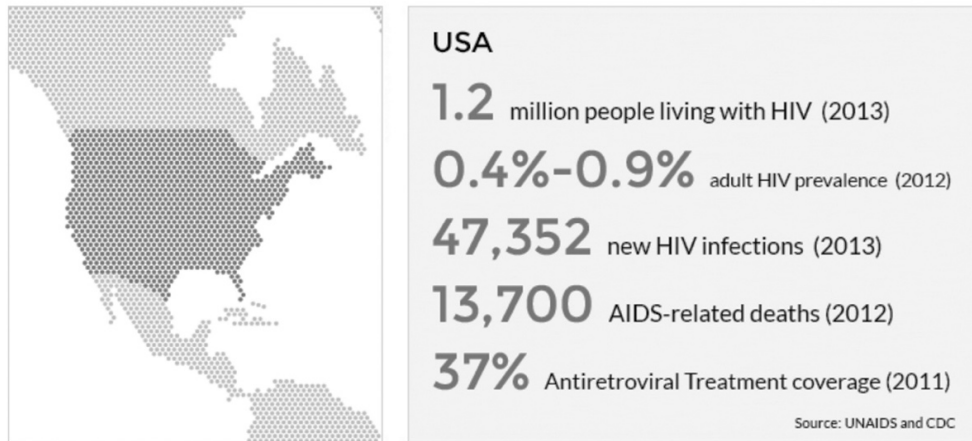 USA
1.2 million people living with HIV (2013)
0.4%-0.9% adult HIV prevalence (2012)
47,352 new HIV infections (2013)
13,700 AIDS-related deaths (2012)
37% Antiretroviral Treatment coverage (2011)
Source: UNAIDS and CDC